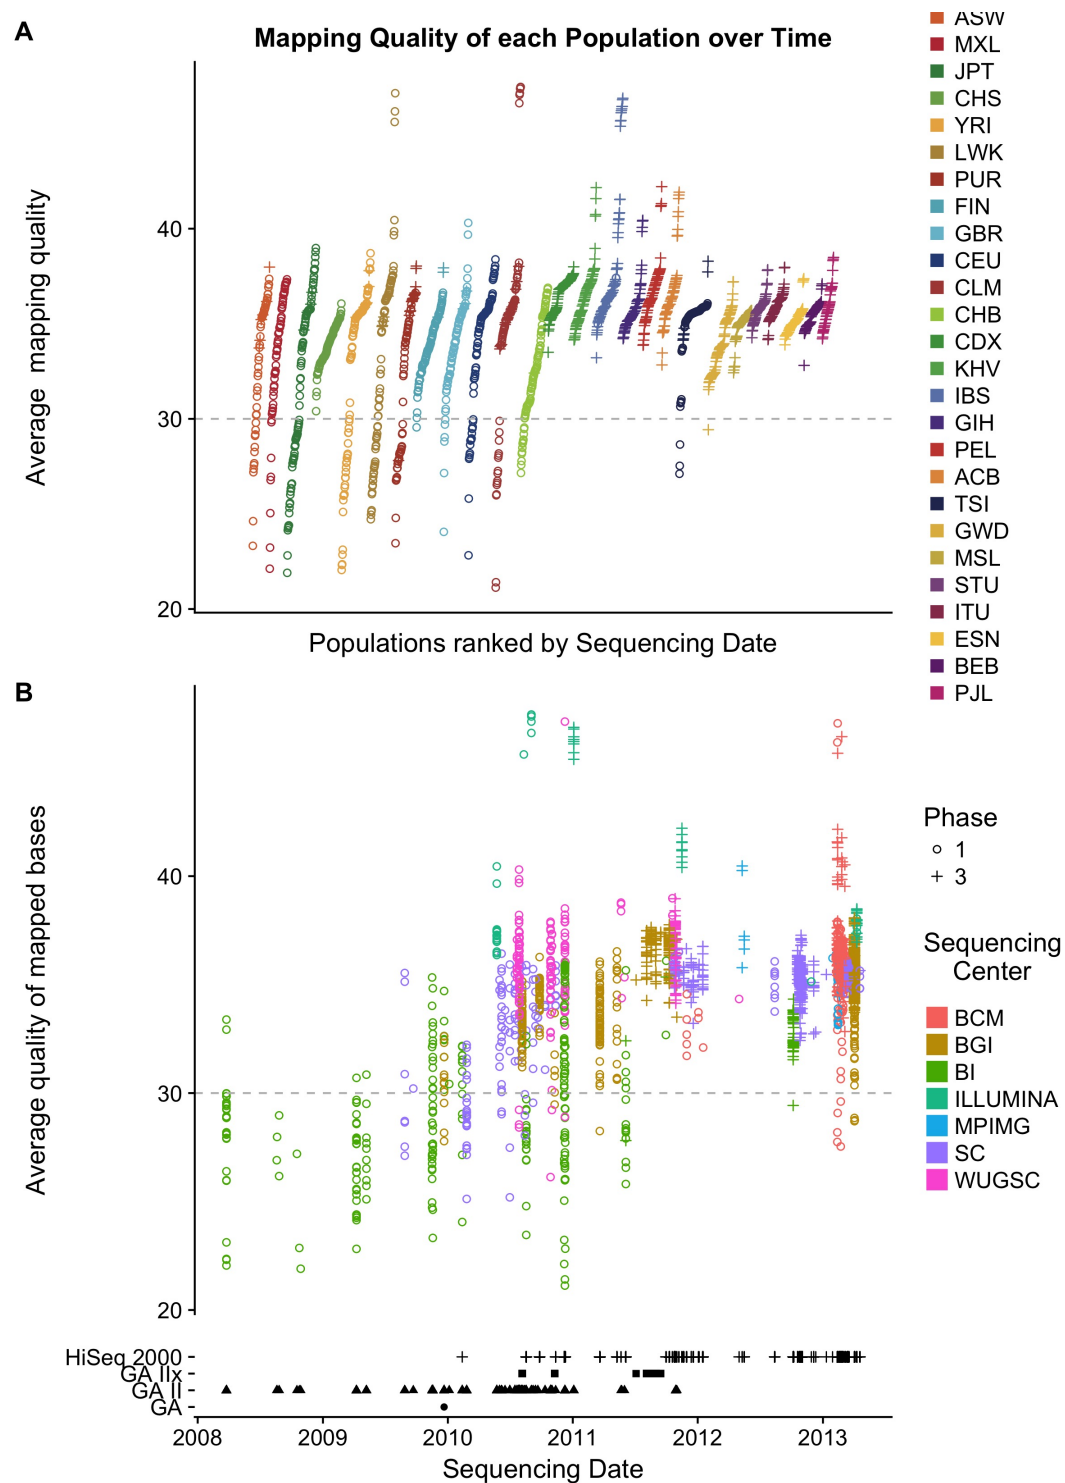 A
Mapping Quality of each Population over Time
Average mapping quality
40
30
20
Populations ranked by Sequencing Date
ASW
MXL
JPT
CHS
YRI
LWK
PUR
FIN
GBR
CEU
CLM
CHB
CDX
KHV
IBS
GIH
PEL
ACB
TSI
GWD
MSL
STU
ITU
ESN
BEB
PJL
B
Average quality of mapped bases
40
30
20
HiSeq 2000
GA IIx
GA II
GA
2008 2009 2010 2011 2012 2013
Sequencing Date
Phase
1
3
Sequencing
Center
BCM
BGI
BI
ILLUMINA
MPIMG
SC
WUGSC